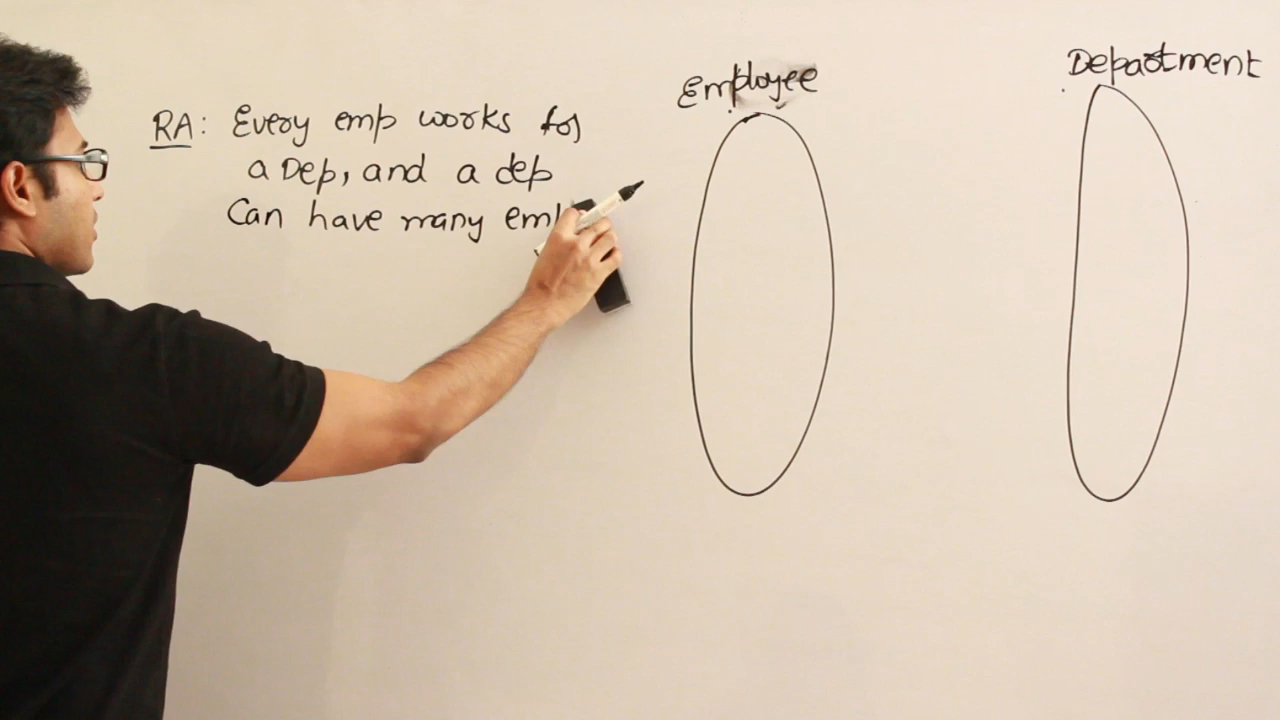 RA: Every emp works for
a Dep, and a dep
Can have many
Employee
Department